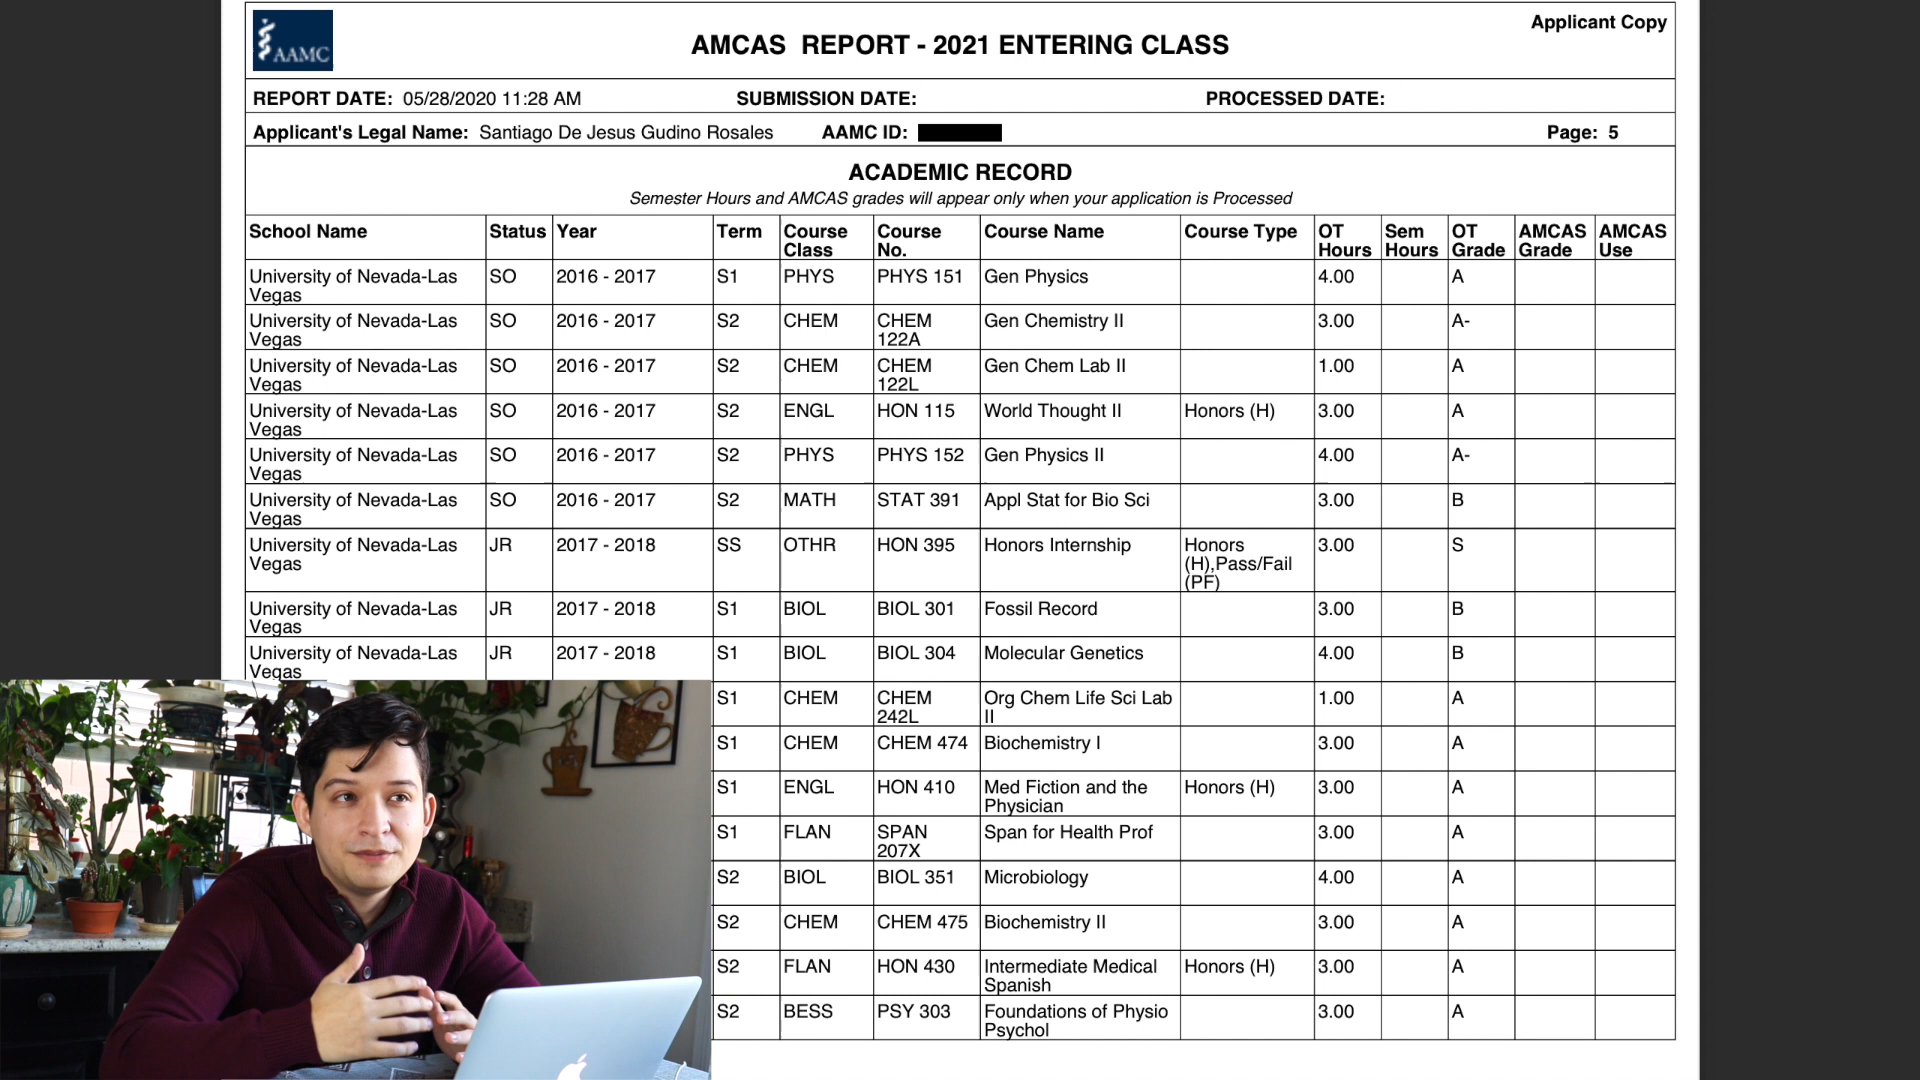 AAMC
Applicant Copy
AMCAS REPORT - 2021 ENTERING CLASS
REPORT DATE: 05/28/2020 11:28 AM SUBMISSION DATE: PROCESSED DATE:
Applicant's Legal Name: Santiago De Jesus Gudino Rosales AAMC ID: Page: 5
ACADEMIC RECORD
Semester Hours and AMCAS grades will appear only when your application is Processed
School Name Status Year Term Course Course Course Name Course Type OT Sem OT AMCAS AMCAS
Class No. Hours Hours Grade Grade Use
University of Nevada-Las SO 2016 - 2017 S1 PHYS PHYS 151 Gen Physics 4.00 A
Vegas
University of Nevada-Las SO 2016 - 2017 S2 CHEM CHEM Gen Chemistry II 3.00 A-
Vegas 122A
University of Nevada-Las SO 2016 - 2017 S2 CHEM CHEM Gen Chem Lab II 1.00 A
Vegas 122L
University of Nevada-Las SO 2016 - 2017 S2 ENGL HON 115 World Thought II Honors (H) 3.00 A
Vegas
University of Nevada-Las SO 2016 - 2017 S2 PHYS PHYS 152 Gen Physics II 4.00 A-
Vegas
University of Nevada-Las SO 2016 - 2017 S2 MATH STAT 391 Appl Stat for Bio Sci 3.00 B
Vegas
University of Nevada-Las JR 2017 - 2018 SS OTHR HON 395 Honors Internship Honors 3.00 S
Vegas (H),Pass/Fail
(PF)
University of Nevada-Las JR 2017 - 2018 S1 BIOL BIOL 301 Fossil Record 3.00 B
Vegas
University of Nevada-Las JR 2017 - 2018 S1 BIOL BIOL 304 Molecular Genetics 4.00 B
Vegas
S1 CHEM CHEM Org Chem Life Sci Lab 1.00 A
242L II
S1 CHEM CHEM 474 Biochemistry I 3.00 A
S1 ENGL HON 410 Med Fiction and the Honors (H) 3.00 A
Physician
S1 FLAN SPAN Span for Health Prof 3.00 A
207X
S2 BIOL BIOL 351 Microbiology 4.00 A
S2 CHEM CHEM 475 Biochemistry II 3.00 A
S2 FLAN HON 430 Intermediate Medical Honors (H) 3.00 A
Spanish
S2 BESS PSY 303 Foundations of Physio 3.00 A
Psychol